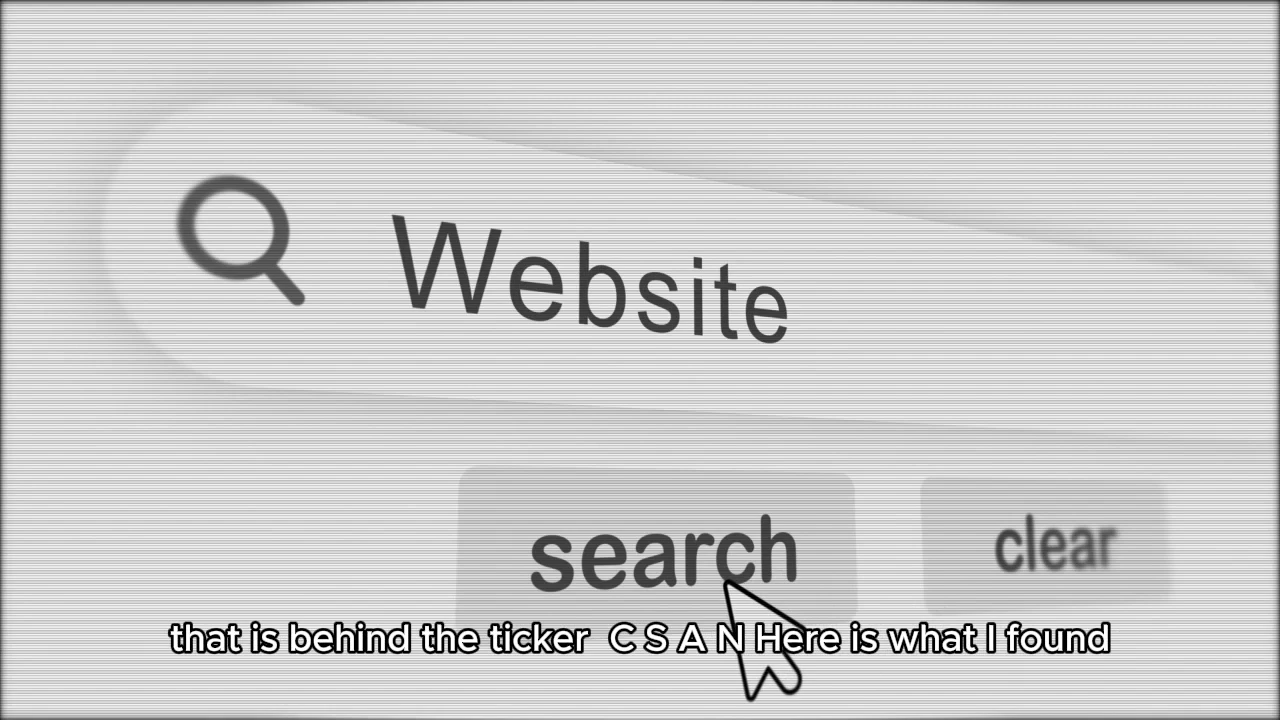 Website
search clear
that is behind the ticker C S A N Here is what I found